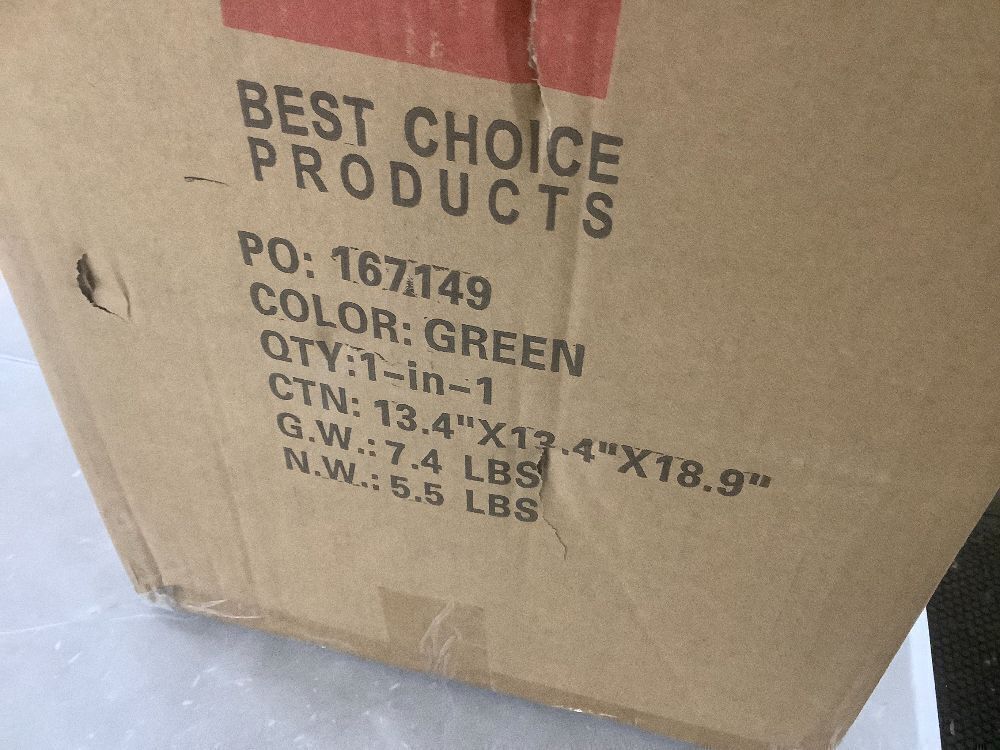 BEST CHOICE
PRODUCTS
PO: 167149
COLOR: GREEN
QTY:1-in-1
CTN: 13.4"X13.4"X18.9"
G.W.: 7.4 LBS
N.W.: 5.5 LBS